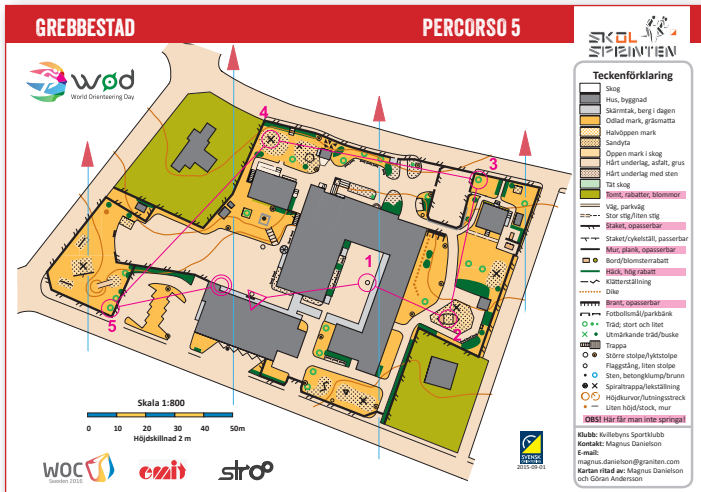 GREBBESTAD
PERCORSO 5
SKOL
SPRINTEN
wod
World Orienteering Day
4
3
1
2
5
Teckenförklaring
Skog
Hus, byggnad
Skärmtak, berg i dagen
Odlad mark, gräsmatta
Halvöppen mark
Sandyta
Öppen mark i skog
Hårt underlag, asfalt, grus
Hårt underlag med sten
Tät skog
Tomt, rabatter, blommor
Väg, parkväg
Stor stig/liten stig
Staket, opasserbar
Staket/cykelställ, passerbar
Mur, plank, opasserbar
Bord/blomsterrabatt
Häck, hög rabatt
Klätterställning
Dike
Brant, opasserbar
Fotbollsmål/parkbänk
Träd, stort och litet
Utmärkande träd/buske
Trappa
Större stolpe/lyktstolpe
Flaggstång, liten stolpe
Sten, betongklump/brunn
Spiraltrappa/lekställning
Höjdkurvor/lutningsstreck
Liten höjd/stock, mur
OBS! Här får man inte springa!
Klubb: Kvillebyns Sportklubb
Kontakt: Magnus Danielson
E-mail:
magnus.danielson@graniten.com
Kartan ritad av: Magnus Danielson
och Göran Andersson
Skala 1:800
0 10 20 30 40 50m
Höjdskillnad 2 m
WOC
Sweden 2016
emit
stroo
SVENSK
2015-09-01